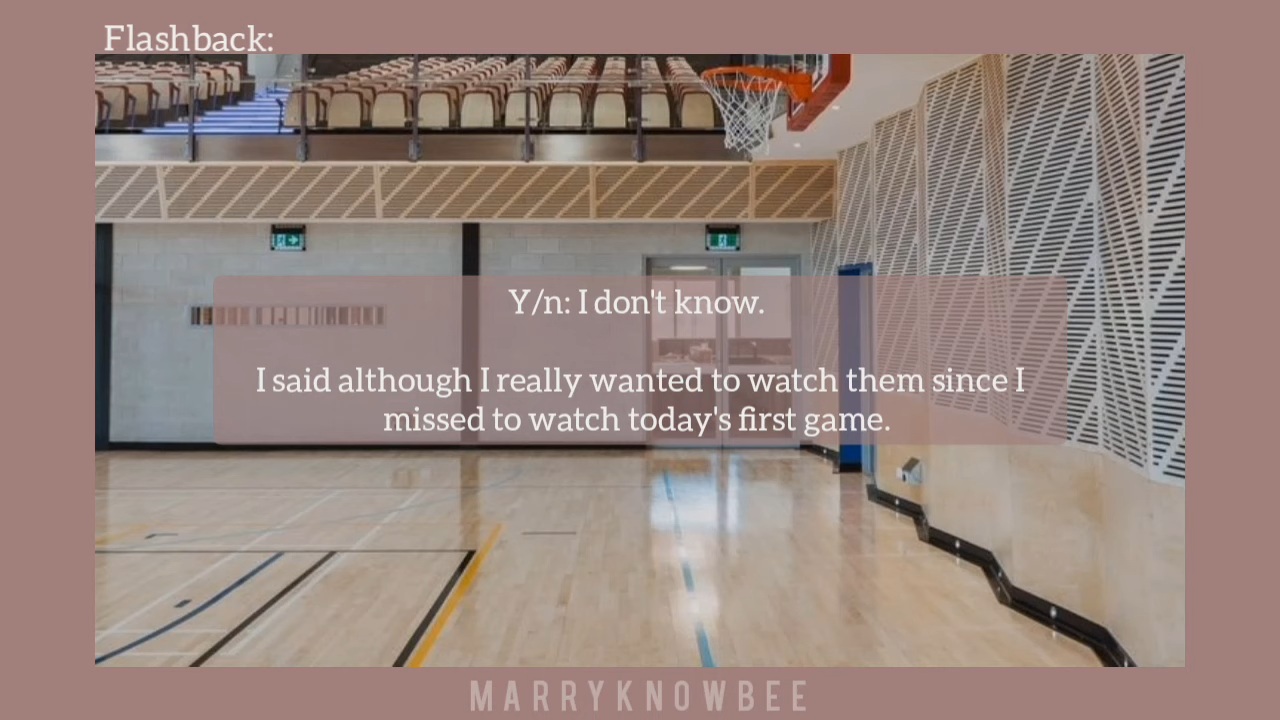 Flashback:
Y/n: I don't know.
I said although I really wanted to watch them since I
missed to watch today's first game.
MARRYKNOWBEE